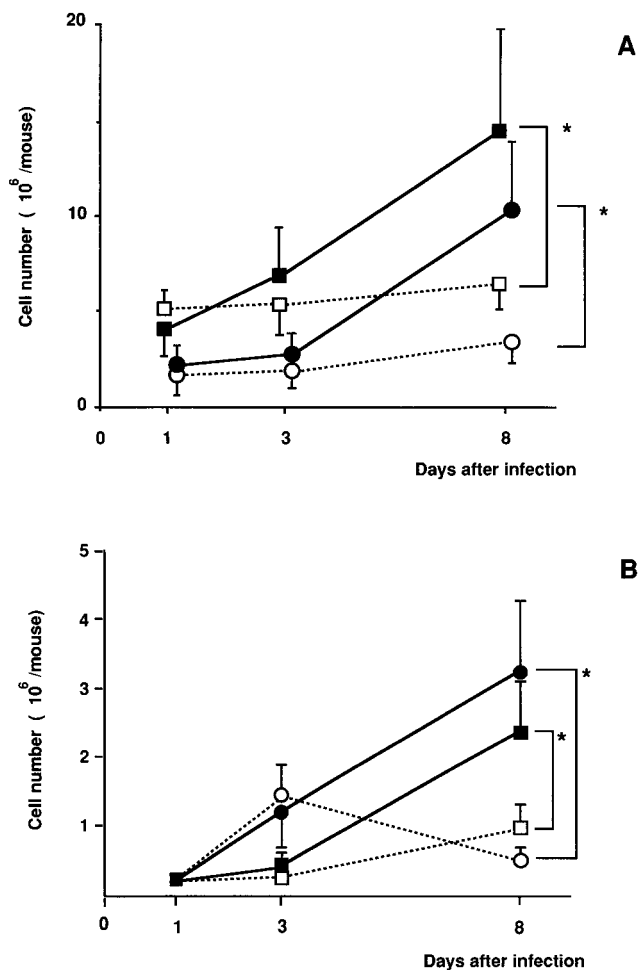 20
A
*
*
10
Cell number ( 10^6 /mouse)
0
0 1 3 8
Days after infection
5
B
4
*
3
*
2
Cell number ( 10^6 /mouse)
1
0 1 3 8
Days after infection